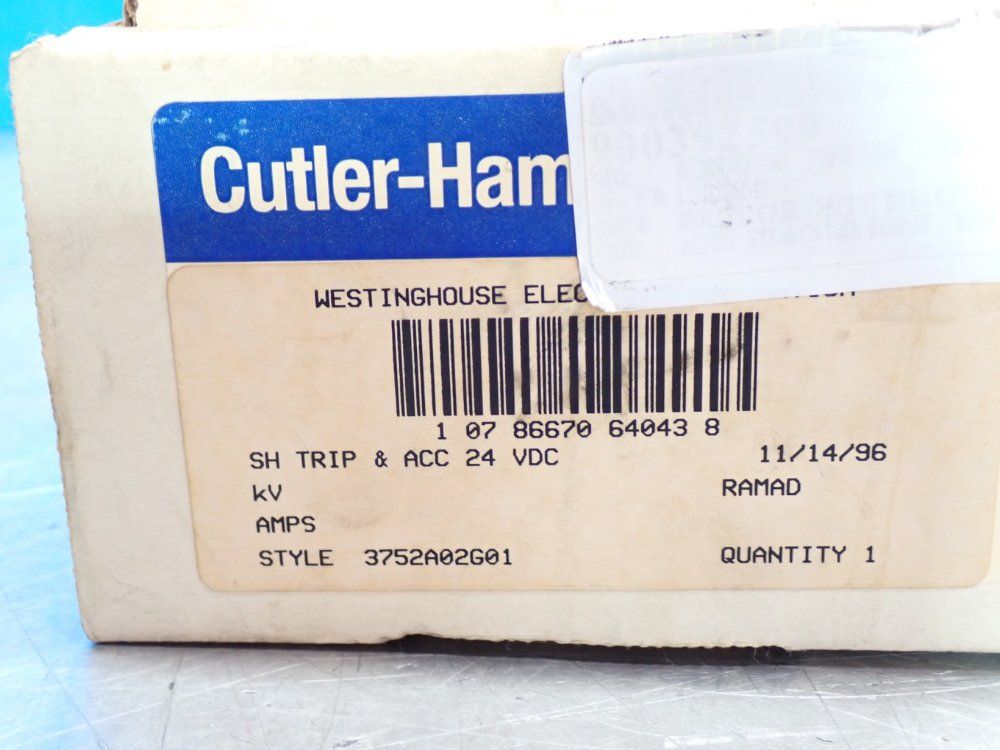 Cutler-Ham
WESTINGHOUSE ELEC
1 07 86670 64043 8
SH TRIP & ACC 24 VDC 11/14/96
kV RAMAD
AMPS
STYLE 3752A02G01 QUANTITY 1